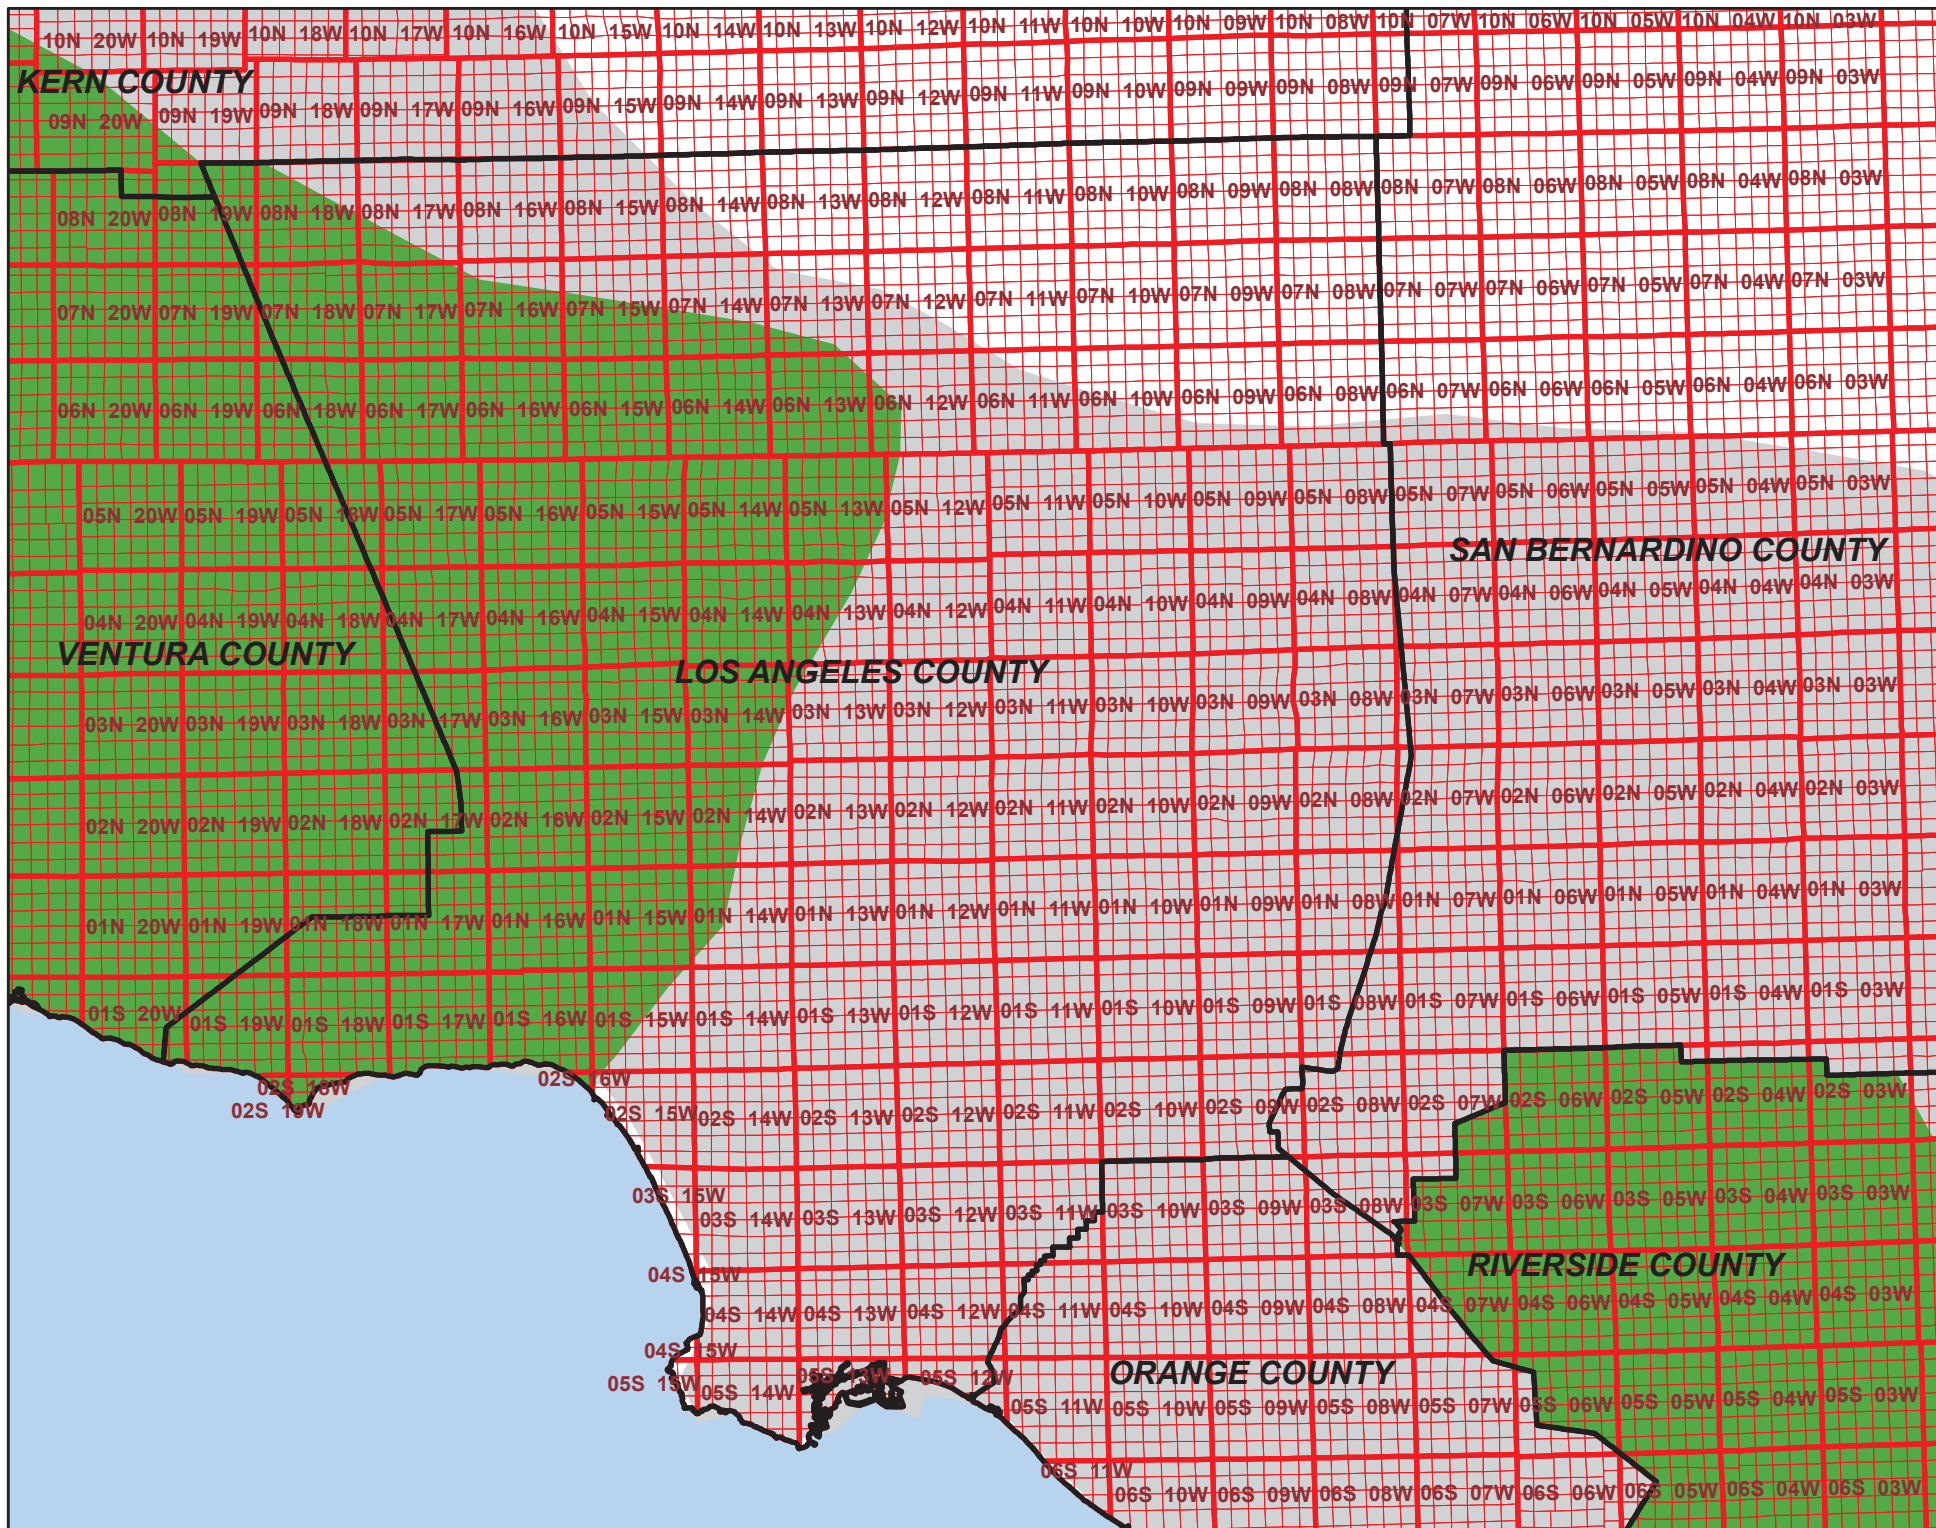 10N 20W 10N 19W 10N 18W 10N 17W 10N 16W 10N 15W 10N 14W 10N 13W 10N 12W 10N 11W 10N 10W 10N 09W 10N 08W 10N 07W 10N 06W 10N 05W 10N 04W 10N 03W
KERN COUNTY
09N 20W 09N 19W 09N 18W 09N 17W 09N 16W 09N 15W 09N 14W 09N 13W 09N 12W 09N 11W 09N 10W 09N 09W 09N 08W 09N 07W 09N 06W 09N 05W 09N 04W 09N 03W
08N 20W 08N 19W 08N 18W 08N 17W 08N 16W 08N 15W 08N 14W 08N 13W 08N 12W 08N 11W 08N 10W 08N 09W 08N 08W 08N 07W 08N 06W 08N 05W 08N 04W 08N 03W
07N 20W 07N 19W 07N 18W 07N 17W 07N 16W 07N 15W 07N 14W 07N 13W 07N 12W 07N 11W 07N 10W 07N 09W 07N 08W 07N 07W 07N 06W 07N 05W 07N 04W 07N 03W
06N 20W 06N 19W 06N 18W 06N 17W 06N 16W 06N 15W 06N 14W 06N 13W 06N 12W 06N 11W 06N 10W 06N 09W 06N 08W 06N 07W 06N 06W 06N 05W 06N 04W 06N 03W
05N 20W 05N 19W 05N 18W 05N 17W 05N 16W 05N 15W 05N 14W 05N 13W 05N 12W 05N 11W 05N 10W 05N 09W 05N 08W 05N 07W 05N 06W 05N 05W 05N 04W 05N 03W
SAN BERNARDINO COUNTY
04N 20W 04N 19W 04N 18W 04N 17W 04N 16W 04N 15W 04N 14W 04N 13W 04N 12W 04N 11W 04N 10W 04N 09W 04N 08W 04N 07W 04N 06W 04N 05W 04N 04W 04N 03W
VENTURA COUNTY
LOS ANGELES COUNTY
03N 20W 03N 19W 03N 18W 03N 17W 03N 16W 03N 15W 03N 14W 03N 13W 03N 12W 03N 11W 03N 10W 03N 09W 03N 08W 03N 07W 03N 06W 03N 05W 03N 04W 03N 03W
02N 20W 02N 19W 02N 18W 02N 17W 02N 16W 02N 15W 02N 14W 02N 13W 02N 12W 02N 11W 02N 10W 02N 09W 02N 08W 02N 07W 02N 06W 02N 05W 02N 04W 02N 03W
01N 20W 01N 19W 01N 18W 01N 17W 01N 16W 01N 15W 01N 14W 01N 13W 01N 12W 01N 11W 01N 10W 01N 09W 01N 08W 01N 07W 01N 06W 01N 05W 01N 04W 01N 03W
01S 20W 01S 19W 01S 18W 01S 17W 01S 16W 01S 15W 01S 14W 01S 13W 01S 12W 01S 11W 01S 10W 01S 09W 01S 08W 01S 07W 01S 06W 01S 05W 01S 04W 01S 03W
02S 18W 02S 16W
02S 19W 02S 15W 02S 14W 02S 13W 02S 12W 02S 11W 02S 10W 02S 09W 02S 08W 02S 07W 02S 06W 02S 05W 02S 04W 02S 03W
03S 15W
03S 14W 03S 13W 03S 12W 03S 11W 03S 10W 03S 09W 03S 08W 03S 07W 03S 06W 03S 05W 03S 04W 03S 03W
RIVERSIDE COUNTY
04S 15W
04S 14W 04S 13W 04S 12W 04S 11W 04S 10W 04S 09W 04S 08W 04S 07W 04S 06W 04S 05W 04S 04W 04S 03W
04S 15W
ORANGE COUNTY
05S 15W 05S 14W 05S 13W 05S 12W
05S 11W 05S 10W 05S 09W 05S 08W 05S 07W 05S 06W 05S 05W 05S 04W 05S 03W
06S 11W
06S 10W 06S 09W 06S 08W 06S 07W 06S 06W 06S 05W 06S 04W 06S 03W